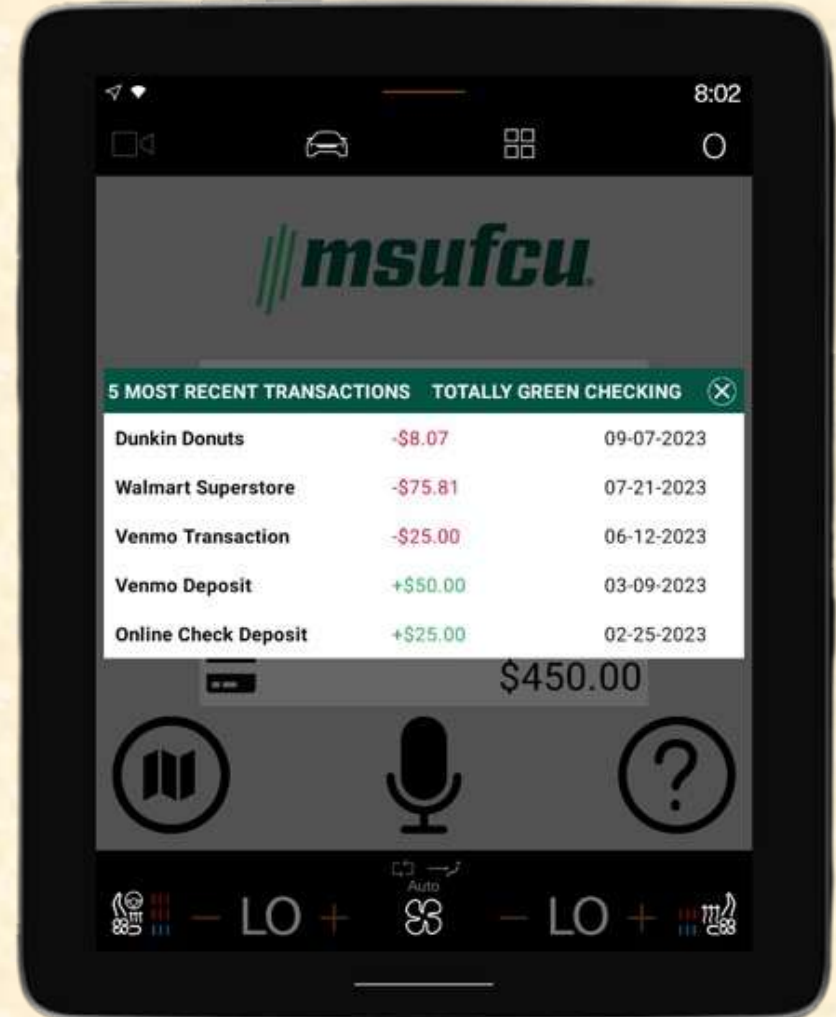 8:02
msufcu
5 MOST RECENT TRANSACTIONS TOTALLY GREEN CHECKING
Dunkin Donuts -$8.07 09-07-2023
Walmart Superstore -$75.81 07-21-2023
Venmo Transaction -$25.00 06-12-2023
Venmo Deposit +$50.00 03-09-2023
Online Check Deposit +$25.00 02-25-2023
$450.00
?
Auto
- LO + - LO +